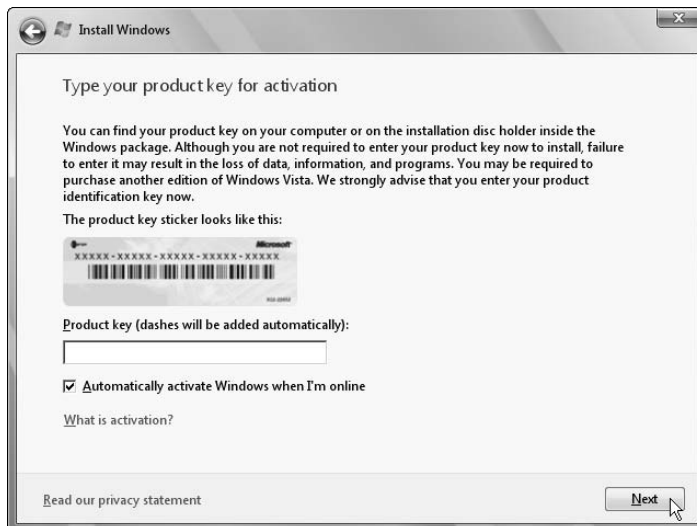 Install Windows
Type your product key for activation
You can find your product key on your computer or on the installation disc holder inside the
Windows package. Although you are not required to enter your product key now to install, failure
to enter it may result in the loss of data, information, and programs. You may be required to
purchase another edition of Windows Vista. We strongly advise that you enter your product
identification key now.
The product key sticker looks like this:
Microsoft
XXXXX-XXXXX-XXXXX-XXXXX-XXXXX
Product key (dashes will be added automatically):
Automatically activate Windows when I'm online
What is activation?
Read our privacy statement
Next